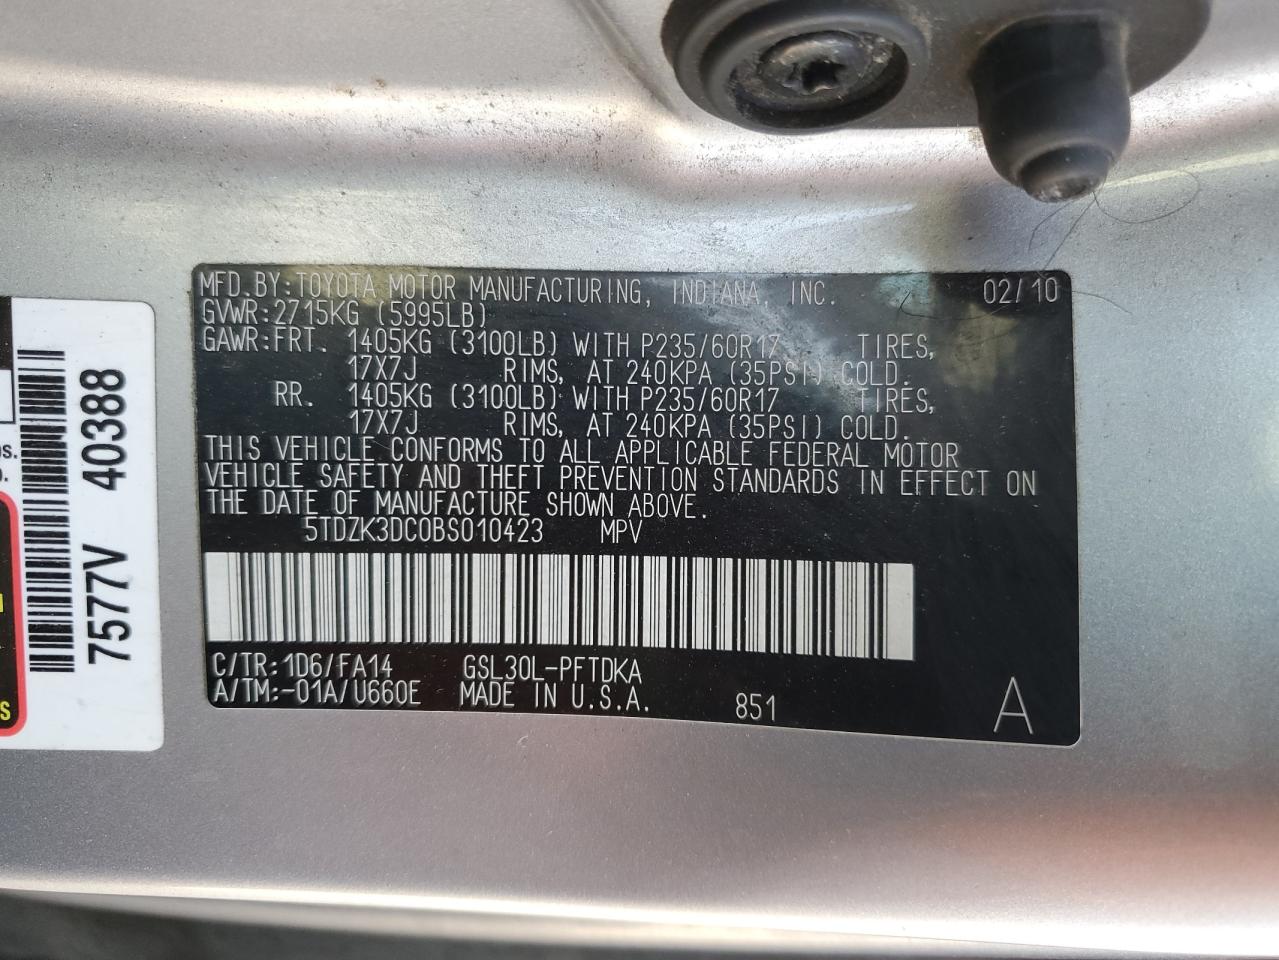 MFD. BY: TOYOTA MOTOR MANUFACTURING, INDIANA, INC. 02/10
GVWR: 2715KG (5995LB)
GAWR: FRT. 1405KG (3100LB) WITH P235/60R17 TIRES,
17X7J RIMS, AT 240KPA (35PSI) COLD.
RR. 1405KG (3100LB) WITH P235/60R17 TIRES,
17X7J RIMS, AT 240KPA (35PSI) COLD.
THIS VEHICLE CONFORMS TO ALL APPLICABLE FEDERAL MOTOR
VEHICLE SAFETY AND THEFT PREVENTION STANDARDS IN EFFECT ON
THE DATE OF MANUFACTURE SHOWN ABOVE.
5TDZK3DC0BS010423 MPV
C/TR: 1D6/FA14 GSL30L-PFTDKA
A/TM: -01A/U660E MADE IN U.S.A. 851 A
7577V 40388